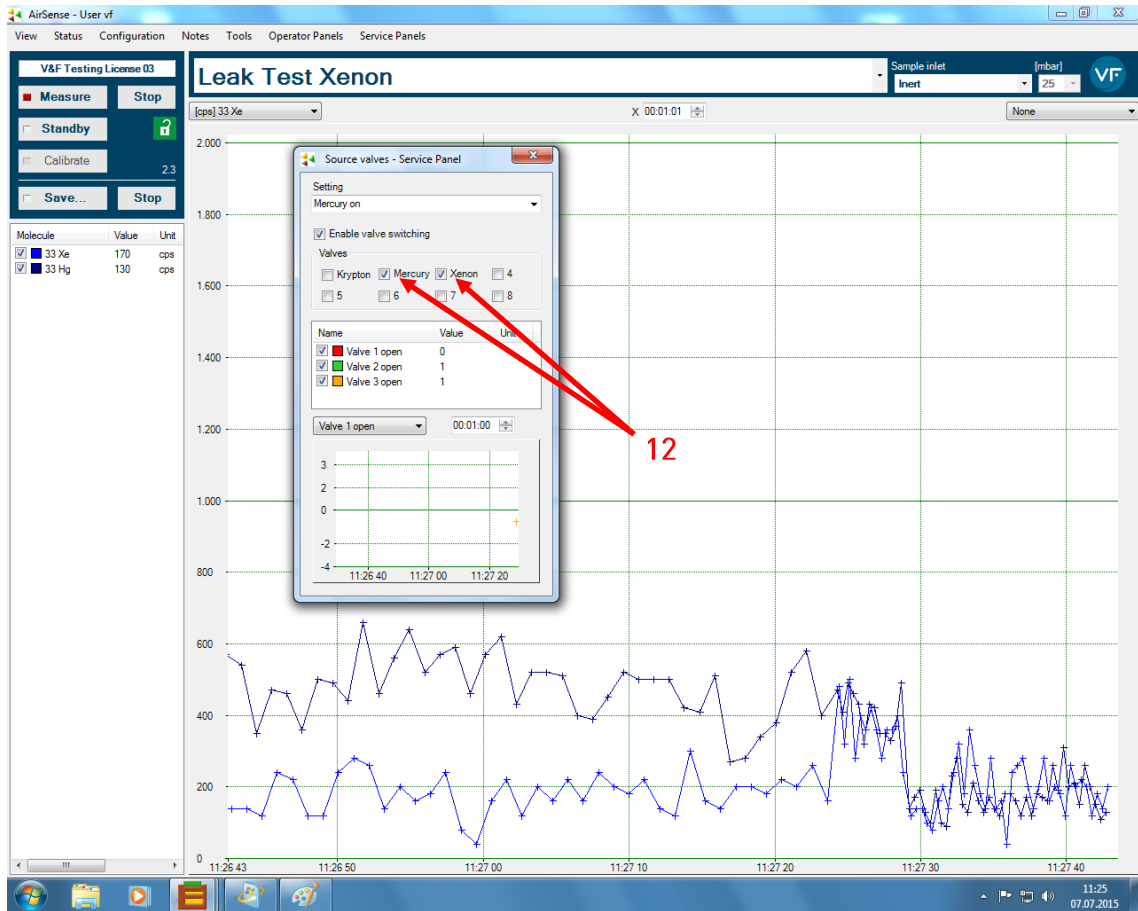 AirSense - User vf
View Status Configuration Notes Tools Operator Panels Service Panels
V&F Testing License 03
Measure Stop
Standby
Calibrate 2.3
Save... Stop
Leak Test Xenon
Sample inlet [mbar]
Inert 25
VF
[cps] 33 Xe X 00:01:01 None
Molecule Value Unit
33 Xe 170 cps
33 Hg 130 cps
2.000
1.800
1.600
1.400
1.200
1.000
800
600
400
200
0
11:26 43 11:26 50 11:27 00 11:27 10 11:27 20 11:27 30 11:27 40
Source valves - Service Panel
Setting
Mercury on
Enable valve switching
Valves
Krypton Mercury Xenon 4
5 6 7 8
Name Value Unit
Valve 1 open 0
Valve 2 open 1
Valve 3 open 1
Valve 1 open 00:01:00
3
2
0
-2
-4
11:26 40 11:27 00 11:27 20
12
11:25
07.07.2015